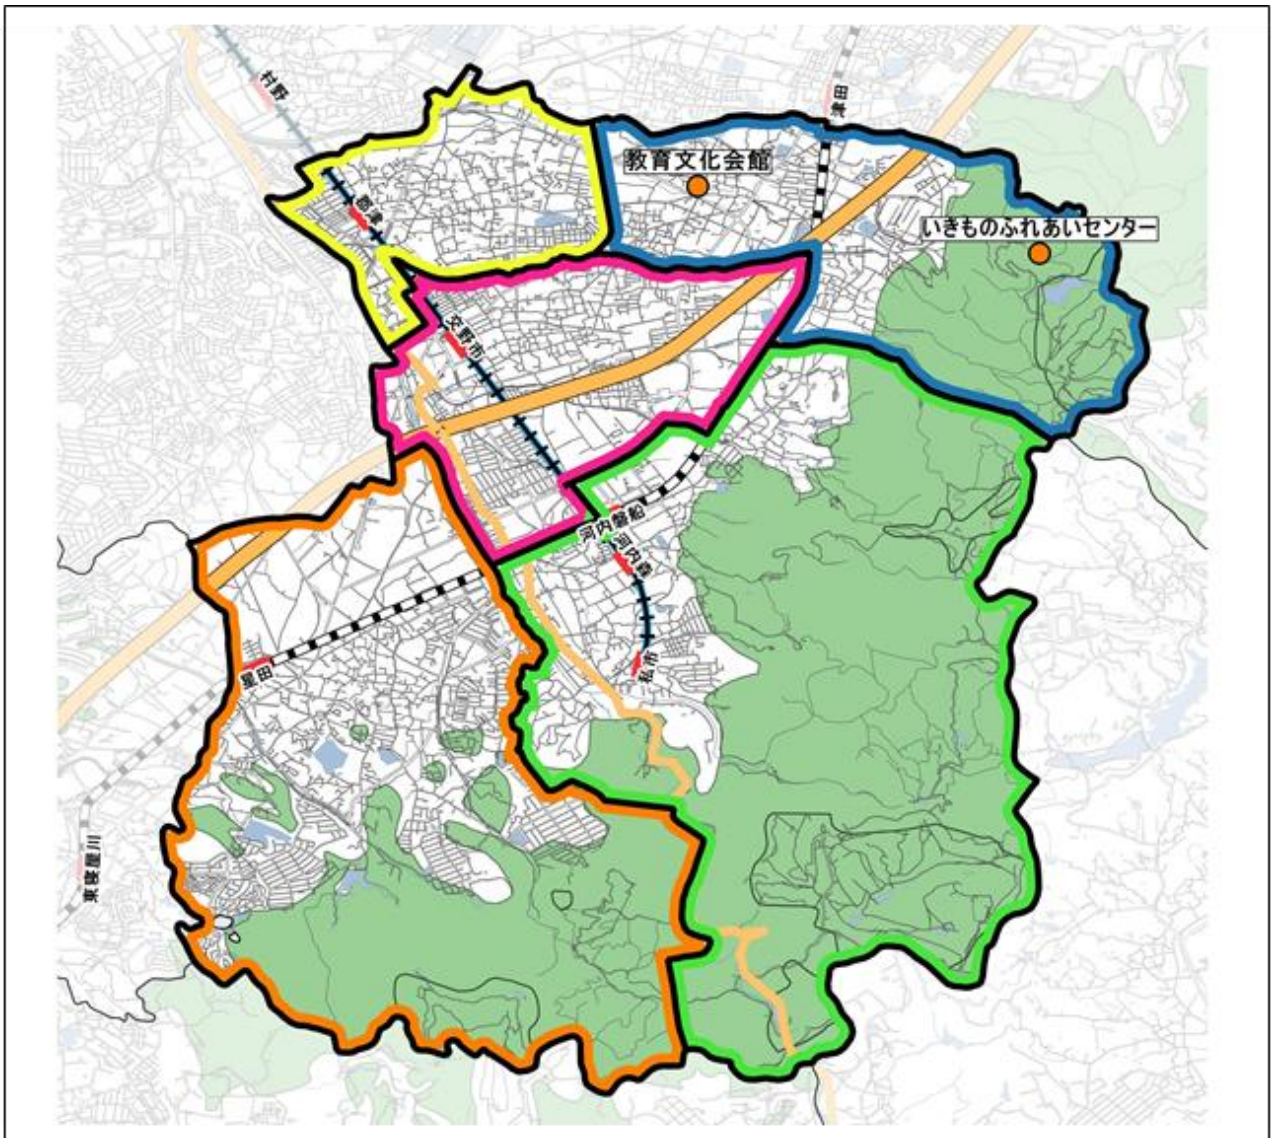 村野
津田
教育文化会館
郡津
いきものふれあいセンター
交野市
河内磐船
河内森
私市
星田
東寝屋川